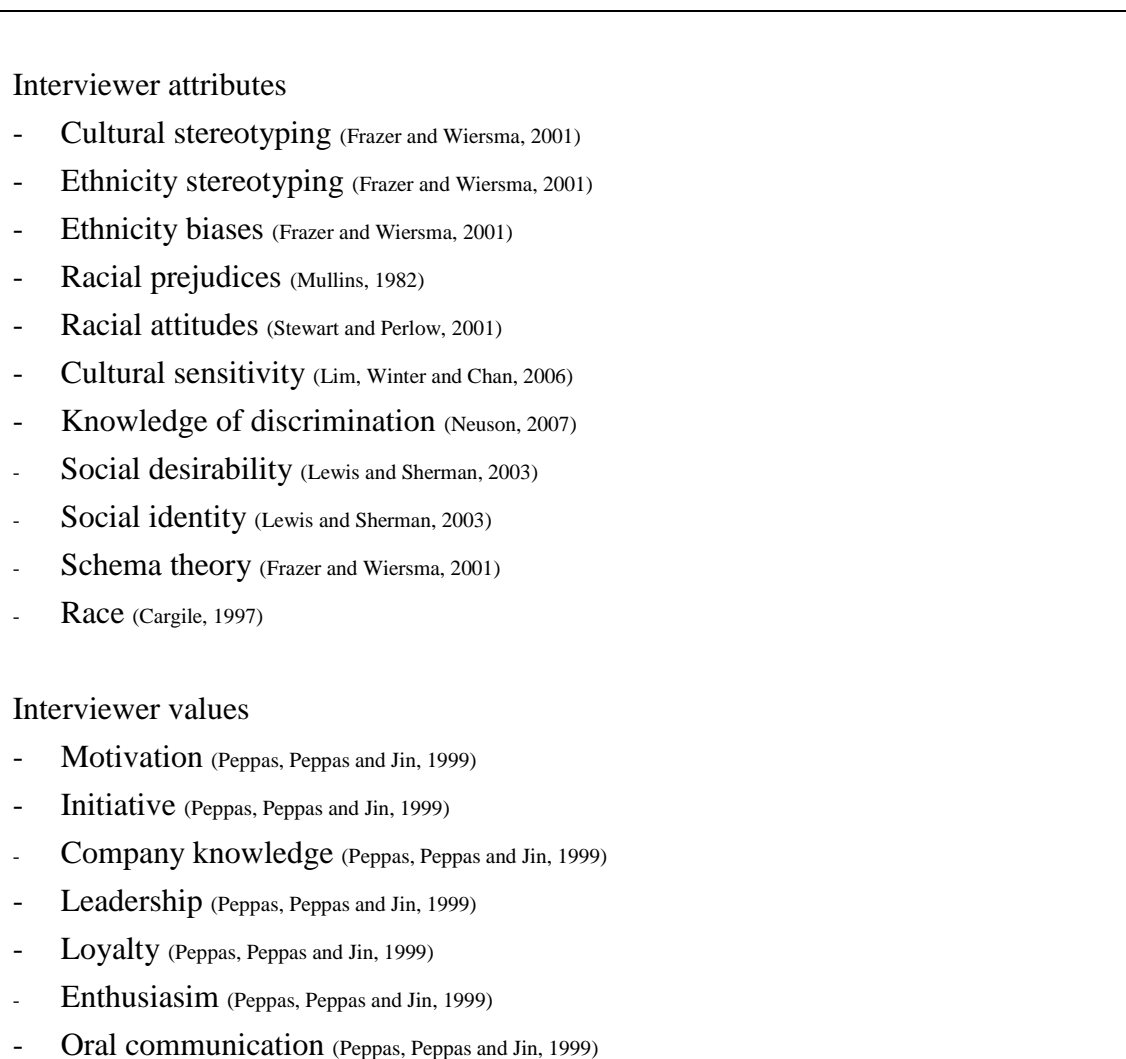 Interviewer attributes
- Cultural stereotyping (Frazer and Wiersma, 2001)
- Ethnicity stereotyping (Frazer and Wiersma, 2001)
- Ethnicity biases (Frazer and Wiersma, 2001)
- Racial prejudices (Mullins, 1982)
- Racial attitudes (Stewart and Perlow, 2001)
- Cultural sensitivity (Lim, Winter and Chan, 2006)
- Knowledge of discrimination (Neuson, 2007)
- Social desirability (Lewis and Sherman, 2003)
- Social identity (Lewis and Sherman, 2003)
- Schema theory (Frazer and Wiersma, 2001)
- Race (Cargile, 1997)
Interviewer values
- Motivation (Peppas, Peppas and Jin, 1999)
- Initiative (Peppas, Peppas and Jin, 1999)
- Company knowledge (Peppas, Peppas and Jin, 1999)
- Leadership (Peppas, Peppas and Jin, 1999)
- Loyalty (Peppas, Peppas and Jin, 1999)
- Enthusiasim (Peppas, Peppas and Jin, 1999)
- Oral communication (Peppas, Peppas and Jin, 1999)